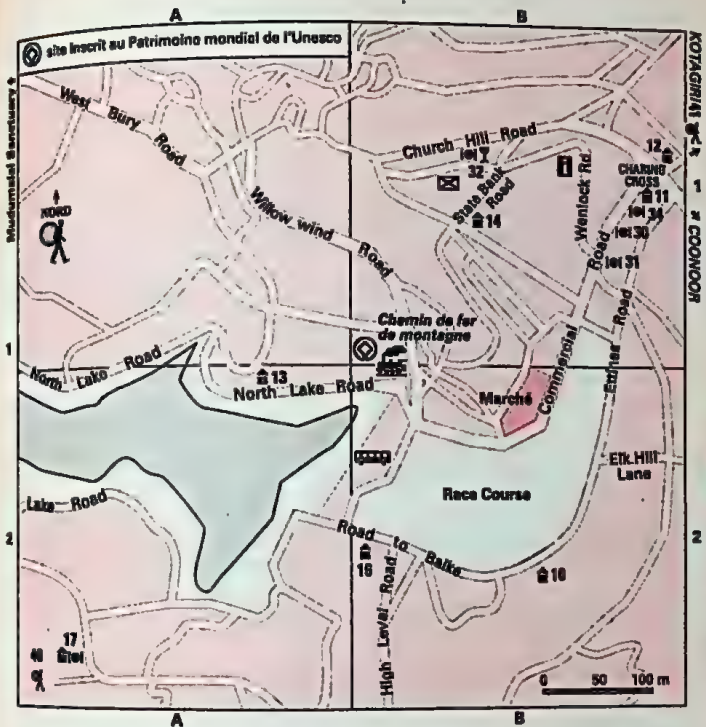 A
B
site inscrit au Patrimoine mondial de l'Unesco
KOTAGIRI
Mudumalai Sanctuary
West Bury Road
Church Hill Road
32
12
CHARING
CROSS
1
11
34
30
31
State Bank
Road
14
Wenlock Rd.
COONOOR
NORD
Willow wind Road
Chemin de fer
de montagne
Commercial Road
Ettines Road
1
North Lake Road
13
North Lake Road
Marché
Elk Hill
Lane
Race Course
Lake Road
2
2
Road to Balks
15
High Level Road
10
17
40
0 50 100 m
A
B